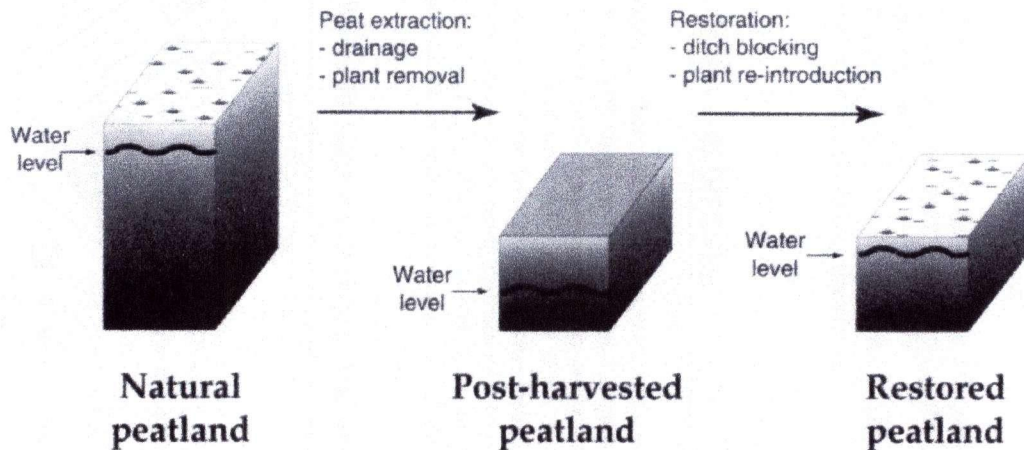 Peat extraction:
- drainage
- plant removal
Restoration:
- ditch blocking
- plant re-introduction
Water
level
Water
level
Water
level
Natural
peatland
Post-harvested
peatland
Restored
peatland